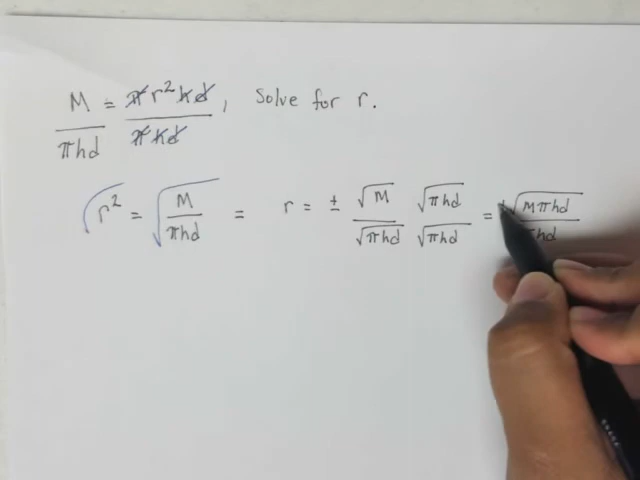 M/πhd = πr²hd/πhd, Solve for r.
√r² = √M/πhd = r = ± √M/√πhd √πhd/√πhd = ±√Mπhd/πhd